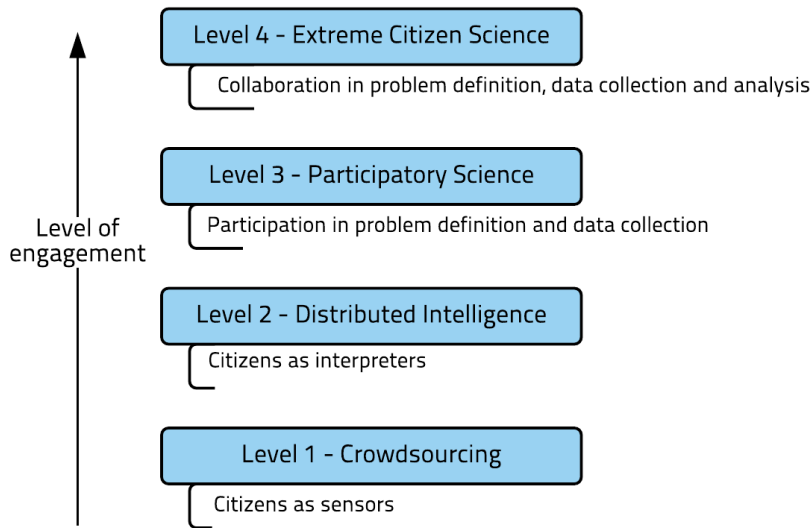 Level 4 - Extreme Citizen Science
Collaboration in problem definition, data collection and analysis
Level 3 - Participatory Science
Participation in problem definition and data collection
Level of
engagement
Level 2 - Distributed Intelligence
Citizens as interpreters
Level 1 - Crowdsourcing
Citizens as sensors